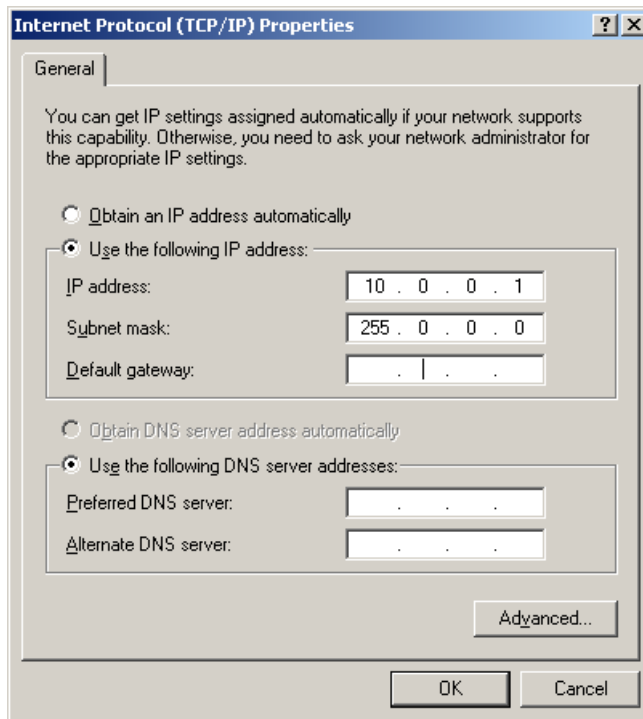 Internet Protocol (TCP/IP) Properties
General
You can get IP settings assigned automatically if your network supports
this capability. Otherwise, you need to ask your network administrator for
the appropriate IP settings.
Obtain an IP address automatically
Use the following IP address:
IP address: 10 . 0 . 0 . 1
Subnet mask: 255 . 0 . 0 . 0
Default gateway: . . .
Obtain DNS server address automatically
Use the following DNS server addresses:
Preferred DNS server: . . .
Alternate DNS server: . . .
Advanced...
OK Cancel